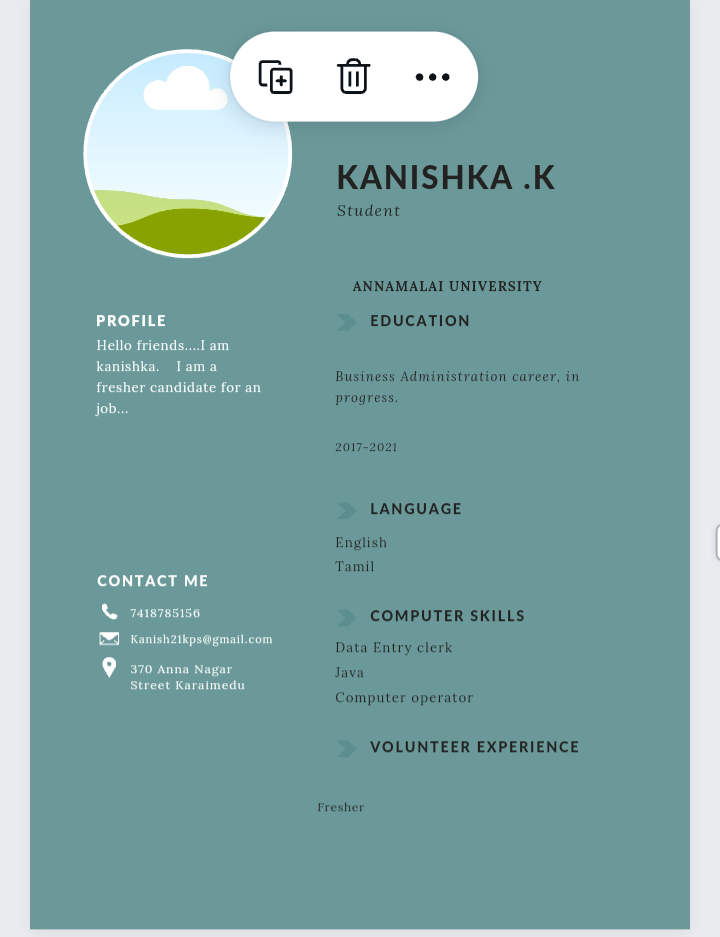 KANISHKA .K
Student
PROFILE
Hello friends....I am
kanishka. I am a
fresher candidate for an
job...
CONTACT ME
7418785156
Kanish21kps@gmail.com
370 Anna Nagar
Street Karaimedu
ANNAMALAI UNIVERSITY
EDUCATION
Business Administration career, in
progress.
2017-2021
LANGUAGE
English
Tamil
COMPUTER SKILLS
Data Entry clerk
Java
Computer operator
VOLUNTEER EXPERIENCE
Fresher